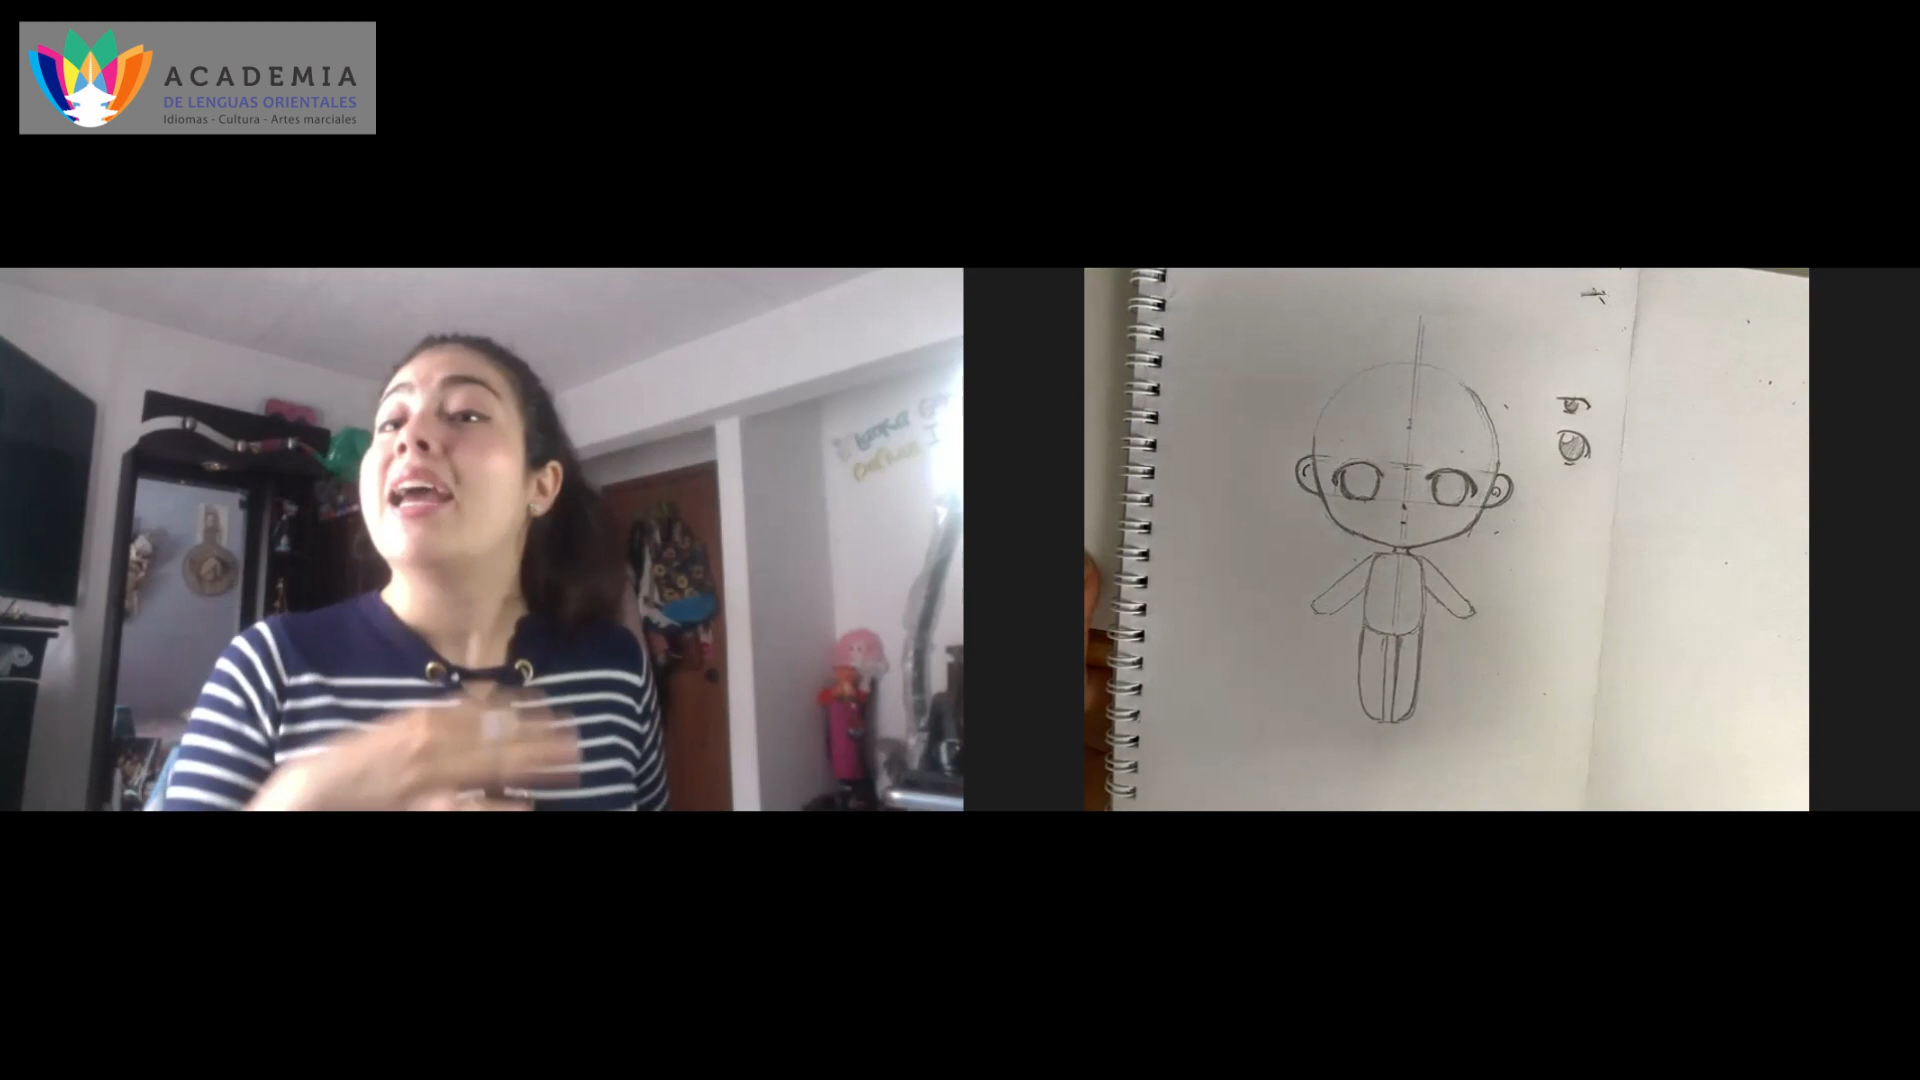 ACADEMIA
DE LENGUAS ORIENTALES
Idiomas - Cultura - Artes marciales